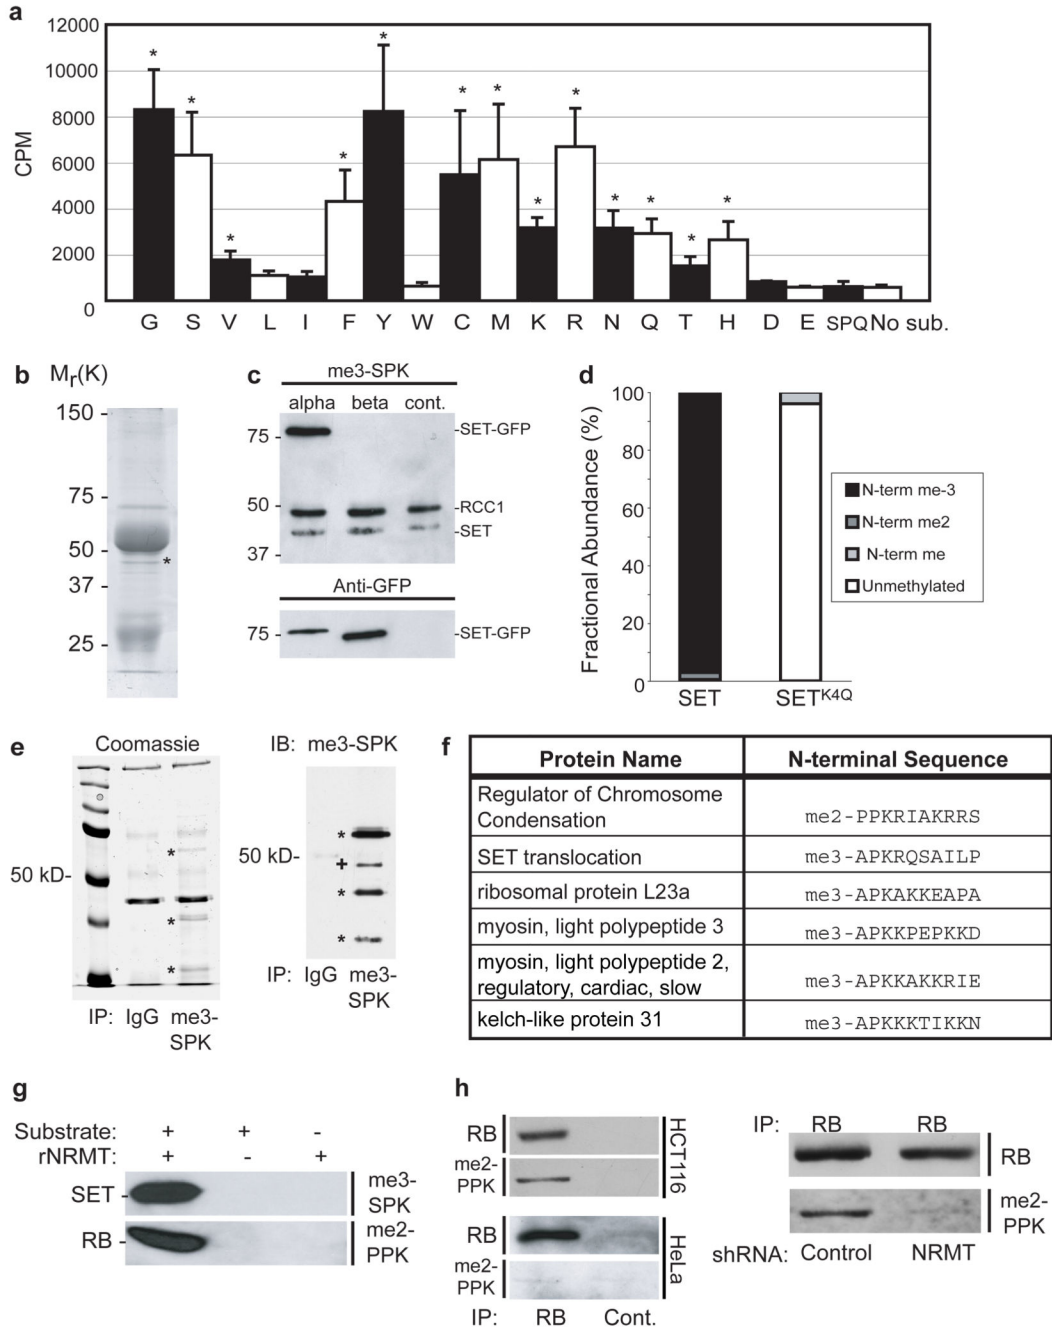 a
12000
10000
8000
6000
4000
2000
0
CPM
* * * * * * * * * * * * *
G S V L I F Y W C M K R N Q T H D E SPQ No sub.
b Mr(K)
150
75
50
37
25
*
c
me3-SPK
alpha beta cont.
75
50
37
-SET-GFP
-RCC1
-SET
Anti-GFP
75
-SET-GFP
d
100
80
60
40
20
0
Fractional Abundance (%)
SET SETK4Q
N-term me-3
N-term me2
N-term me
Unmethylated
e
Coomassie
50 kD-
*
*
*
IP: IgG me3-
SPK
IB: me3-SPK
50 kD-
*
+
*
*
IP: IgG me3-
SPK
f
Protein Name N-terminal Sequence
Regulator of Chromosome
Condensation
me2-PPKRIAKRRS
SET translocation me3-APKRQSAILP
ribosomal protein L23a me3-APKAKKEAPA
myosin, light polypeptide 3 me3-APKKPEPKKD
myosin, light polypeptide 2,
regulatory, cardiac, slow
me3-APKKAKKRIE
kelch-like protein 31 me3-APKKKTIKKN
g
Substrate: + + -
rNRMT: + - +
SET - me3-
SPK
RB - me2-
PPK
h
RB
me2-
PPK
HCT116
RB
me2-
PPK
HeLa
IP: RB Cont.
IP: RB RB
RB
me2-
PPK
shRNA: Control NRMT